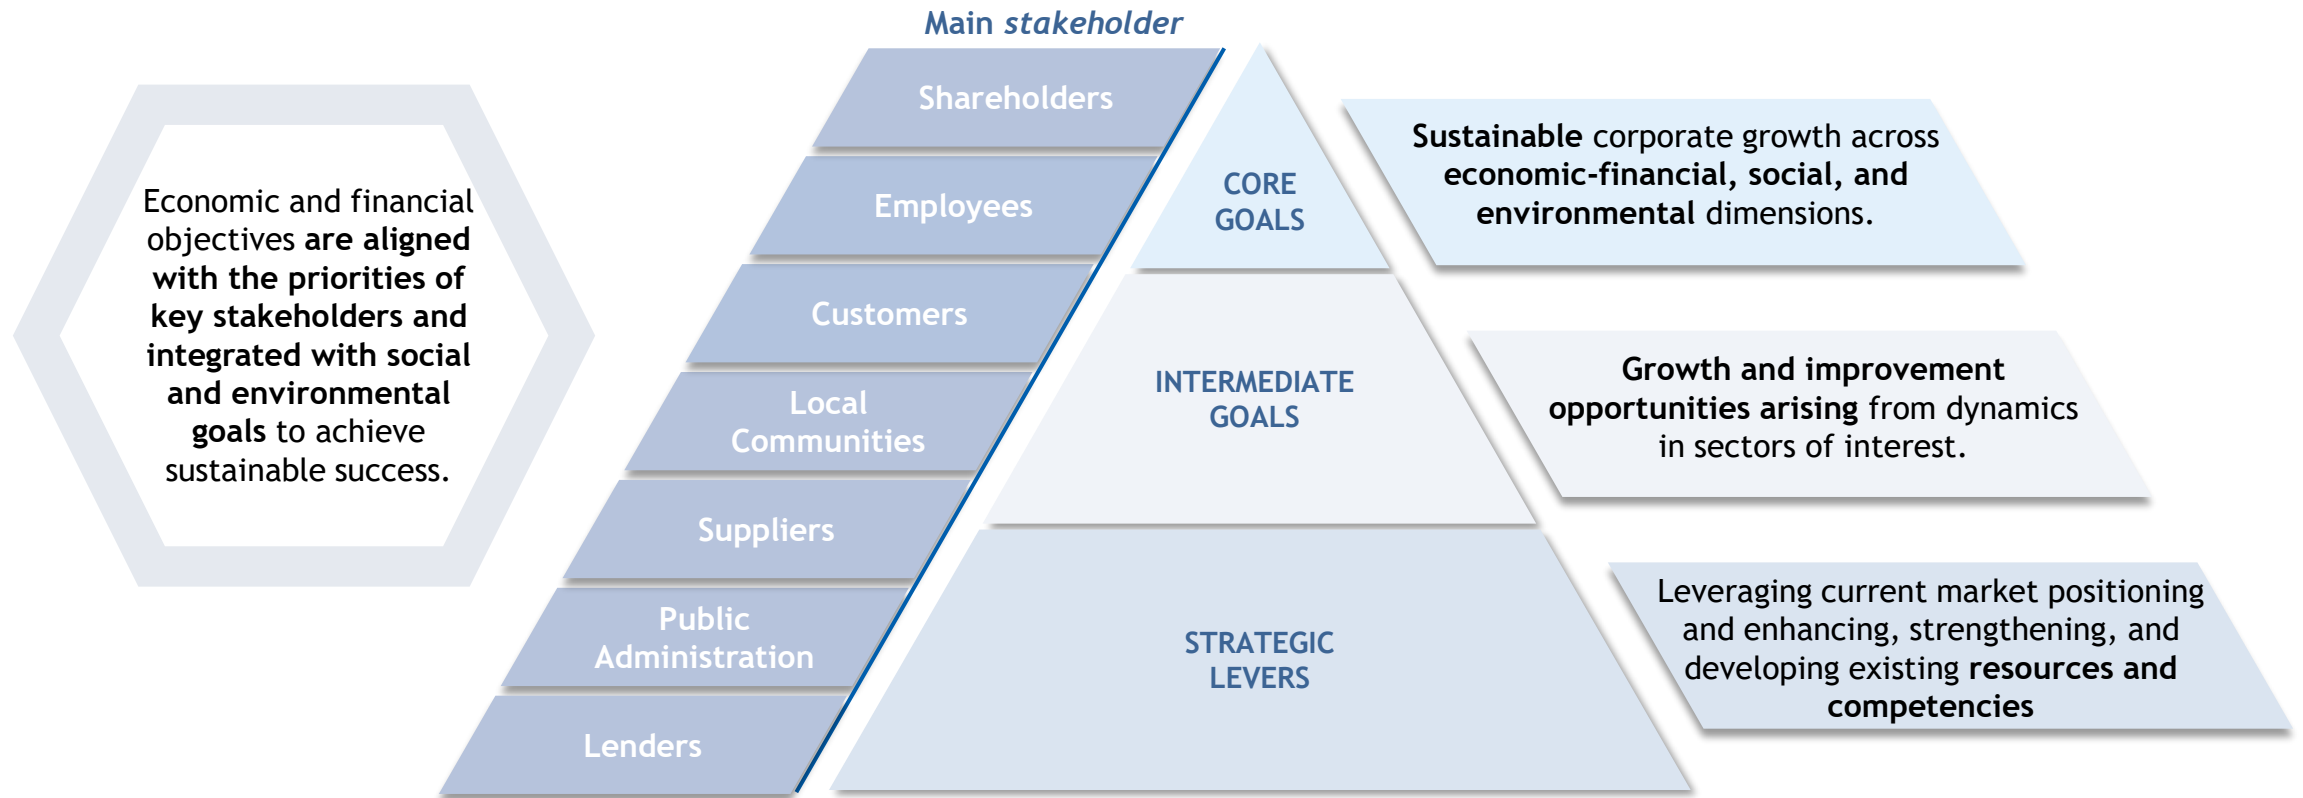 Main stakeholder
Economic and financial
objectives are aligned
with the priorities of
key stakeholders and
integrated with social
and environmental
goals to achieve
sustainable success.
Shareholders
Employees
Customers
Local
Communities
Suppliers
Public
Administration
Lenders
CORE
GOALS
INTERMEDIATE
GOALS
STRATEGIC
LEVERS
Sustainable corporate growth across
economic-financial, social, and
environmental dimensions.
Growth and improvement
opportunities arising from dynamics
in sectors of interest.
Leveraging current market positioning
and enhancing, strengthening, and
developing existing resources and
competencies